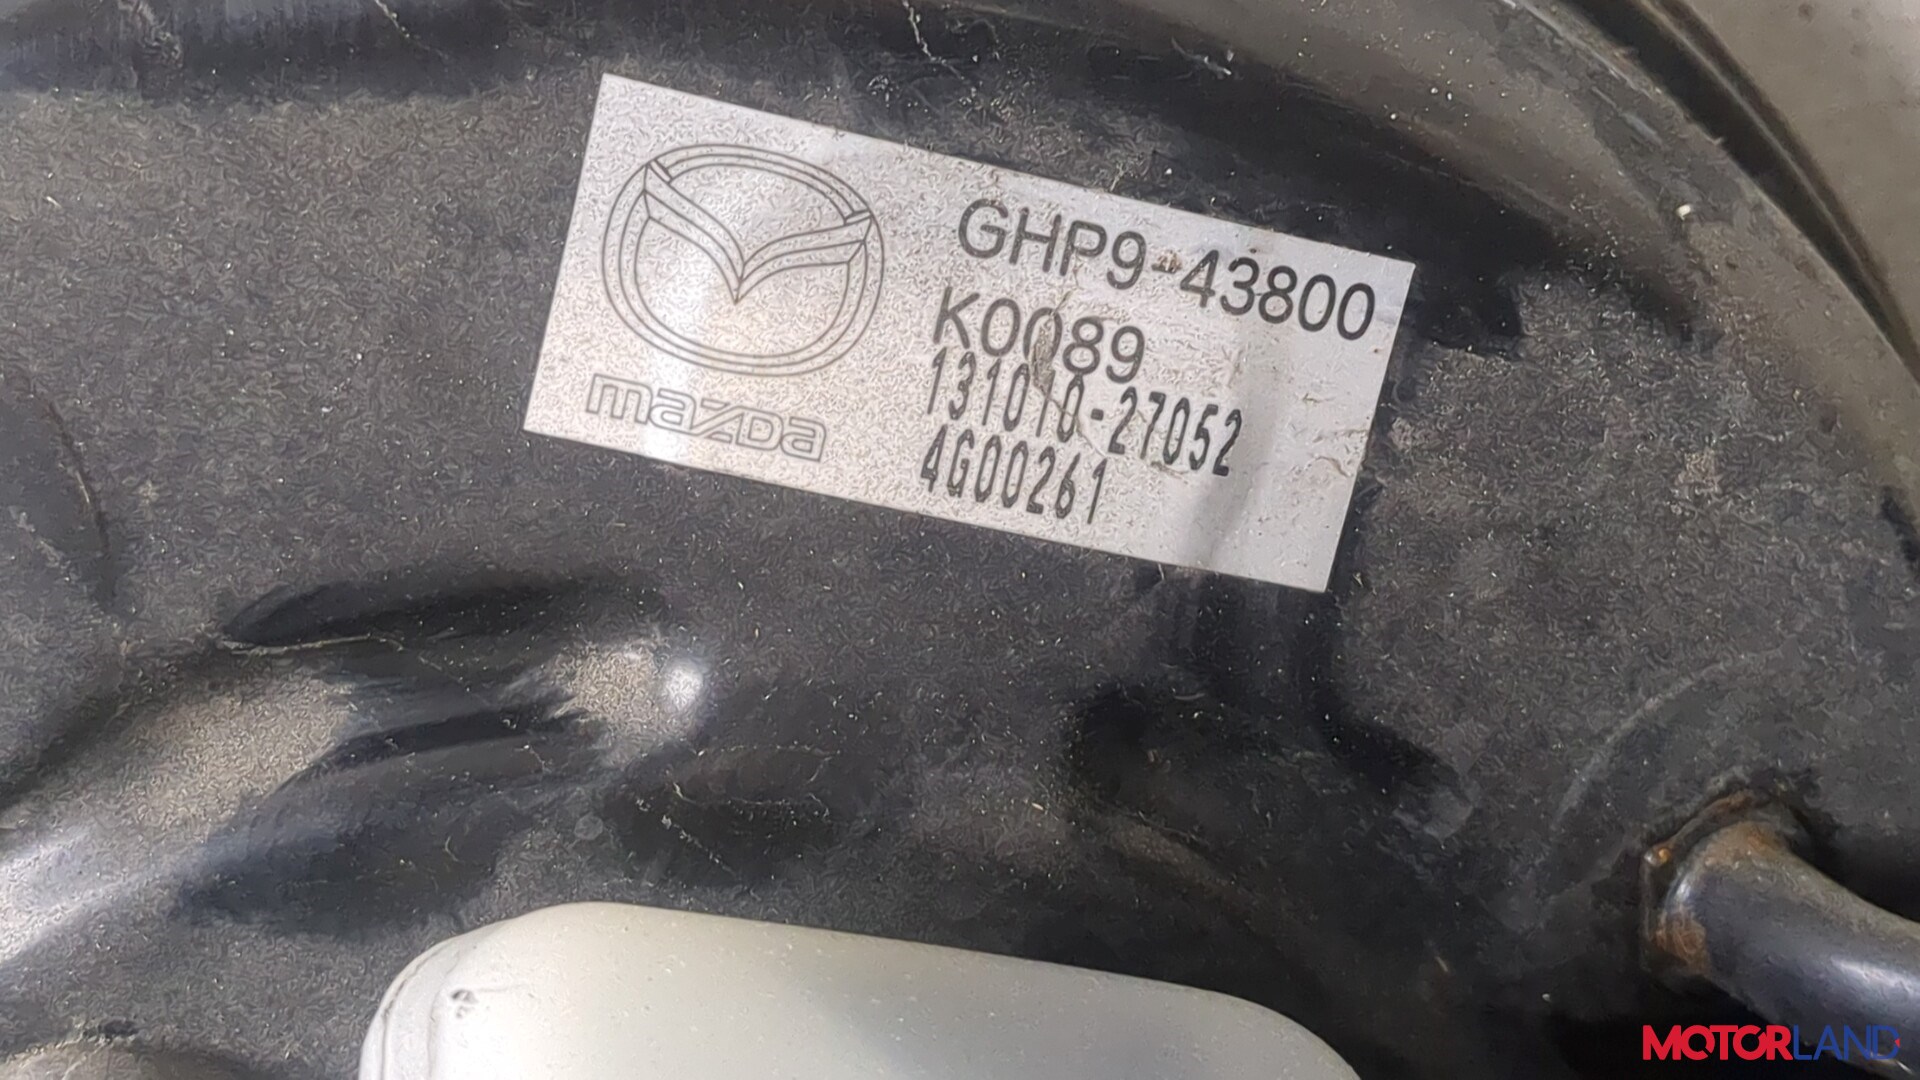 GHP9-43800
K0089
131010-27052
4G00261
mazda
MOTORLAND